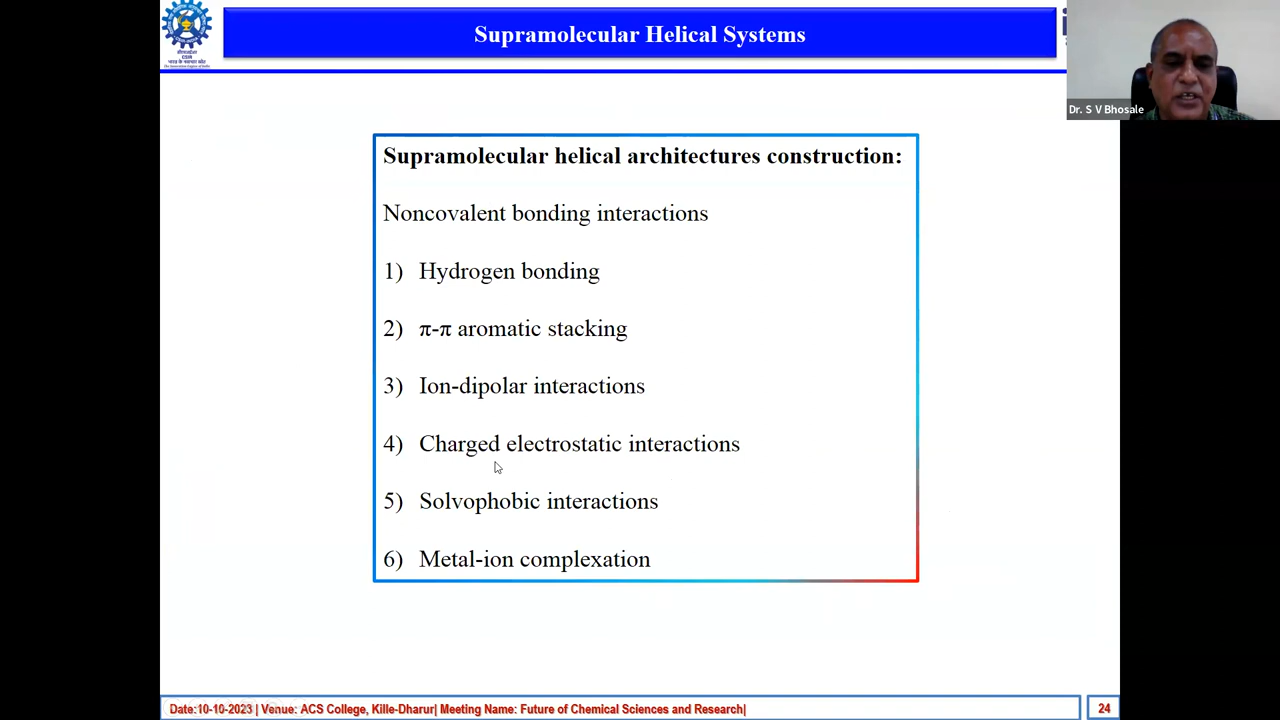 Supramolecular Helical Systems
CSIR
Dr. S V Bhosale
Supramolecular helical architectures construction:
Noncovalent bonding interactions
1) Hydrogen bonding
2) π-π aromatic stacking
3) Ion-dipolar interactions
4) Charged electrostatic interactions
5) Solvophobic interactions
6) Metal-ion complexation
Date:10-10-2023| Venue: ACS College, Kille-Dharur| Meeting Name: Future of Chemical Sciences and Research|
24